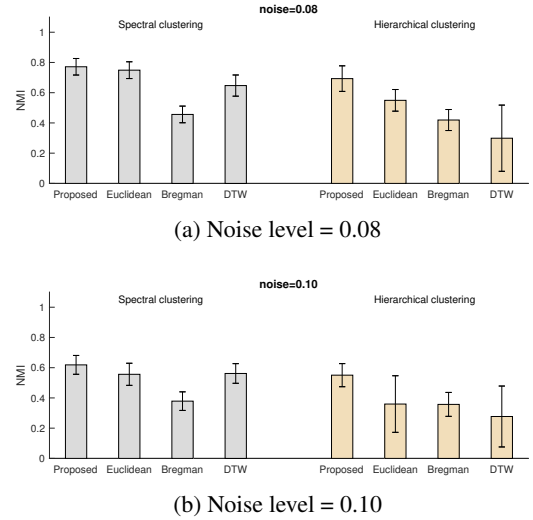 noise=0.08
Spectral clustering Hierarchical clustering
1
0.8
0.6
0.4
0.2
0
NMI
Proposed Euclidean Bregman DTW Proposed Euclidean Bregman DTW
(a) Noise level = 0.08
noise=0.10
Spectral clustering Hierarchical clustering
1
0.8
0.6
0.4
0.2
0
NMI
Proposed Euclidean Bregman DTW Proposed Euclidean Bregman DTW
(b) Noise level = 0.10